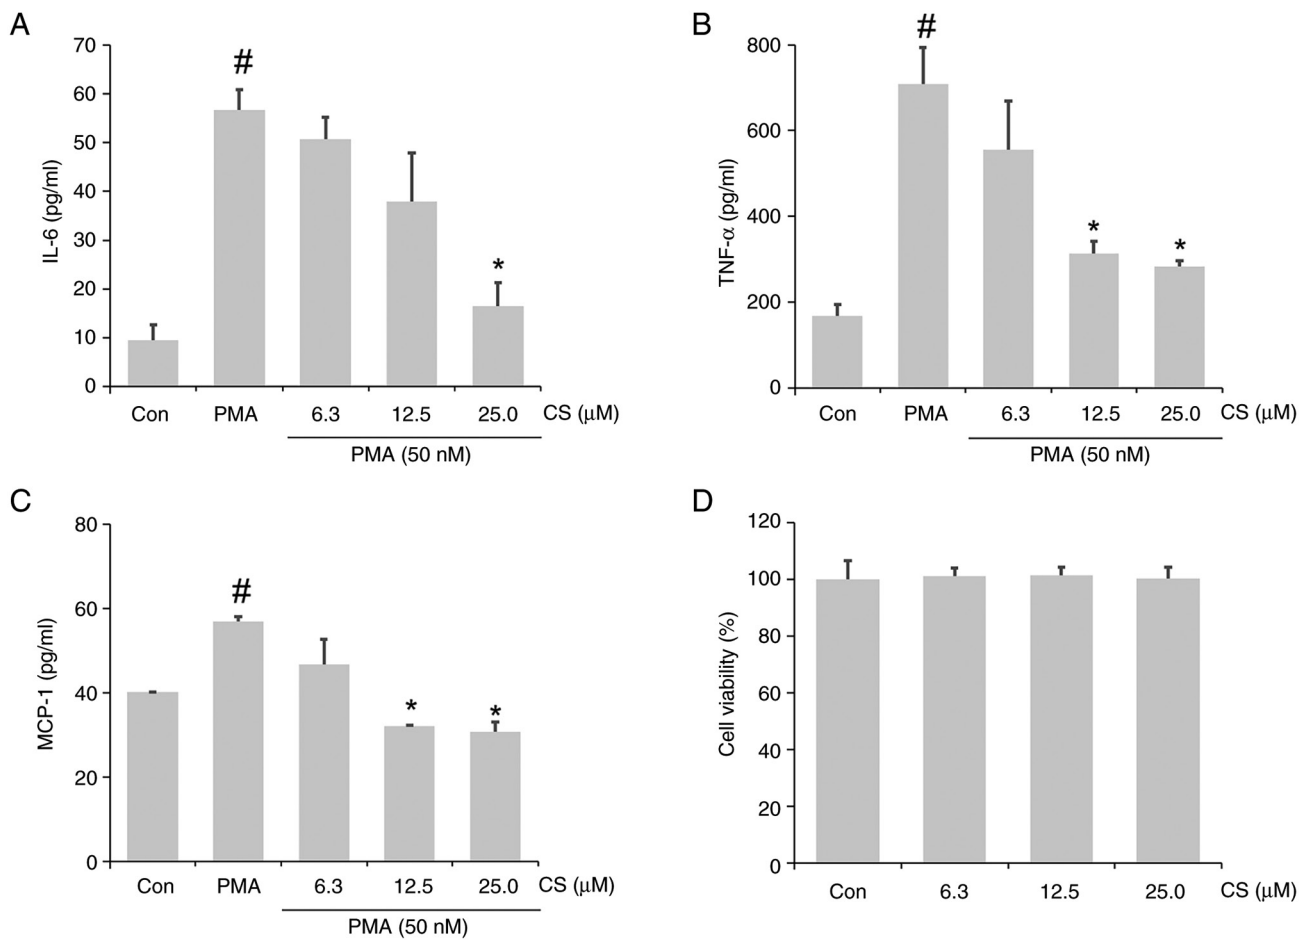 A
IL-6 (pg/ml)
70
60
50
40
30
20
10
0
#
*
Con PMA 6.3 12.5 25.0 CS (μM)
PMA (50 nM)
B
TNF-α (pg/ml)
800
600
400
200
0
#
* *
Con PMA 6.3 12.5 25.0 CS (μM)
PMA (50 nM)
C
MCP-1 (pg/ml)
80
60
40
20
0
#
* *
Con PMA 6.3 12.5 25.0 CS (μM)
PMA (50 nM)
D
Cell viability (%)
120
100
80
60
40
20
0
Con 6.3 12.5 25.0 CS (μM)